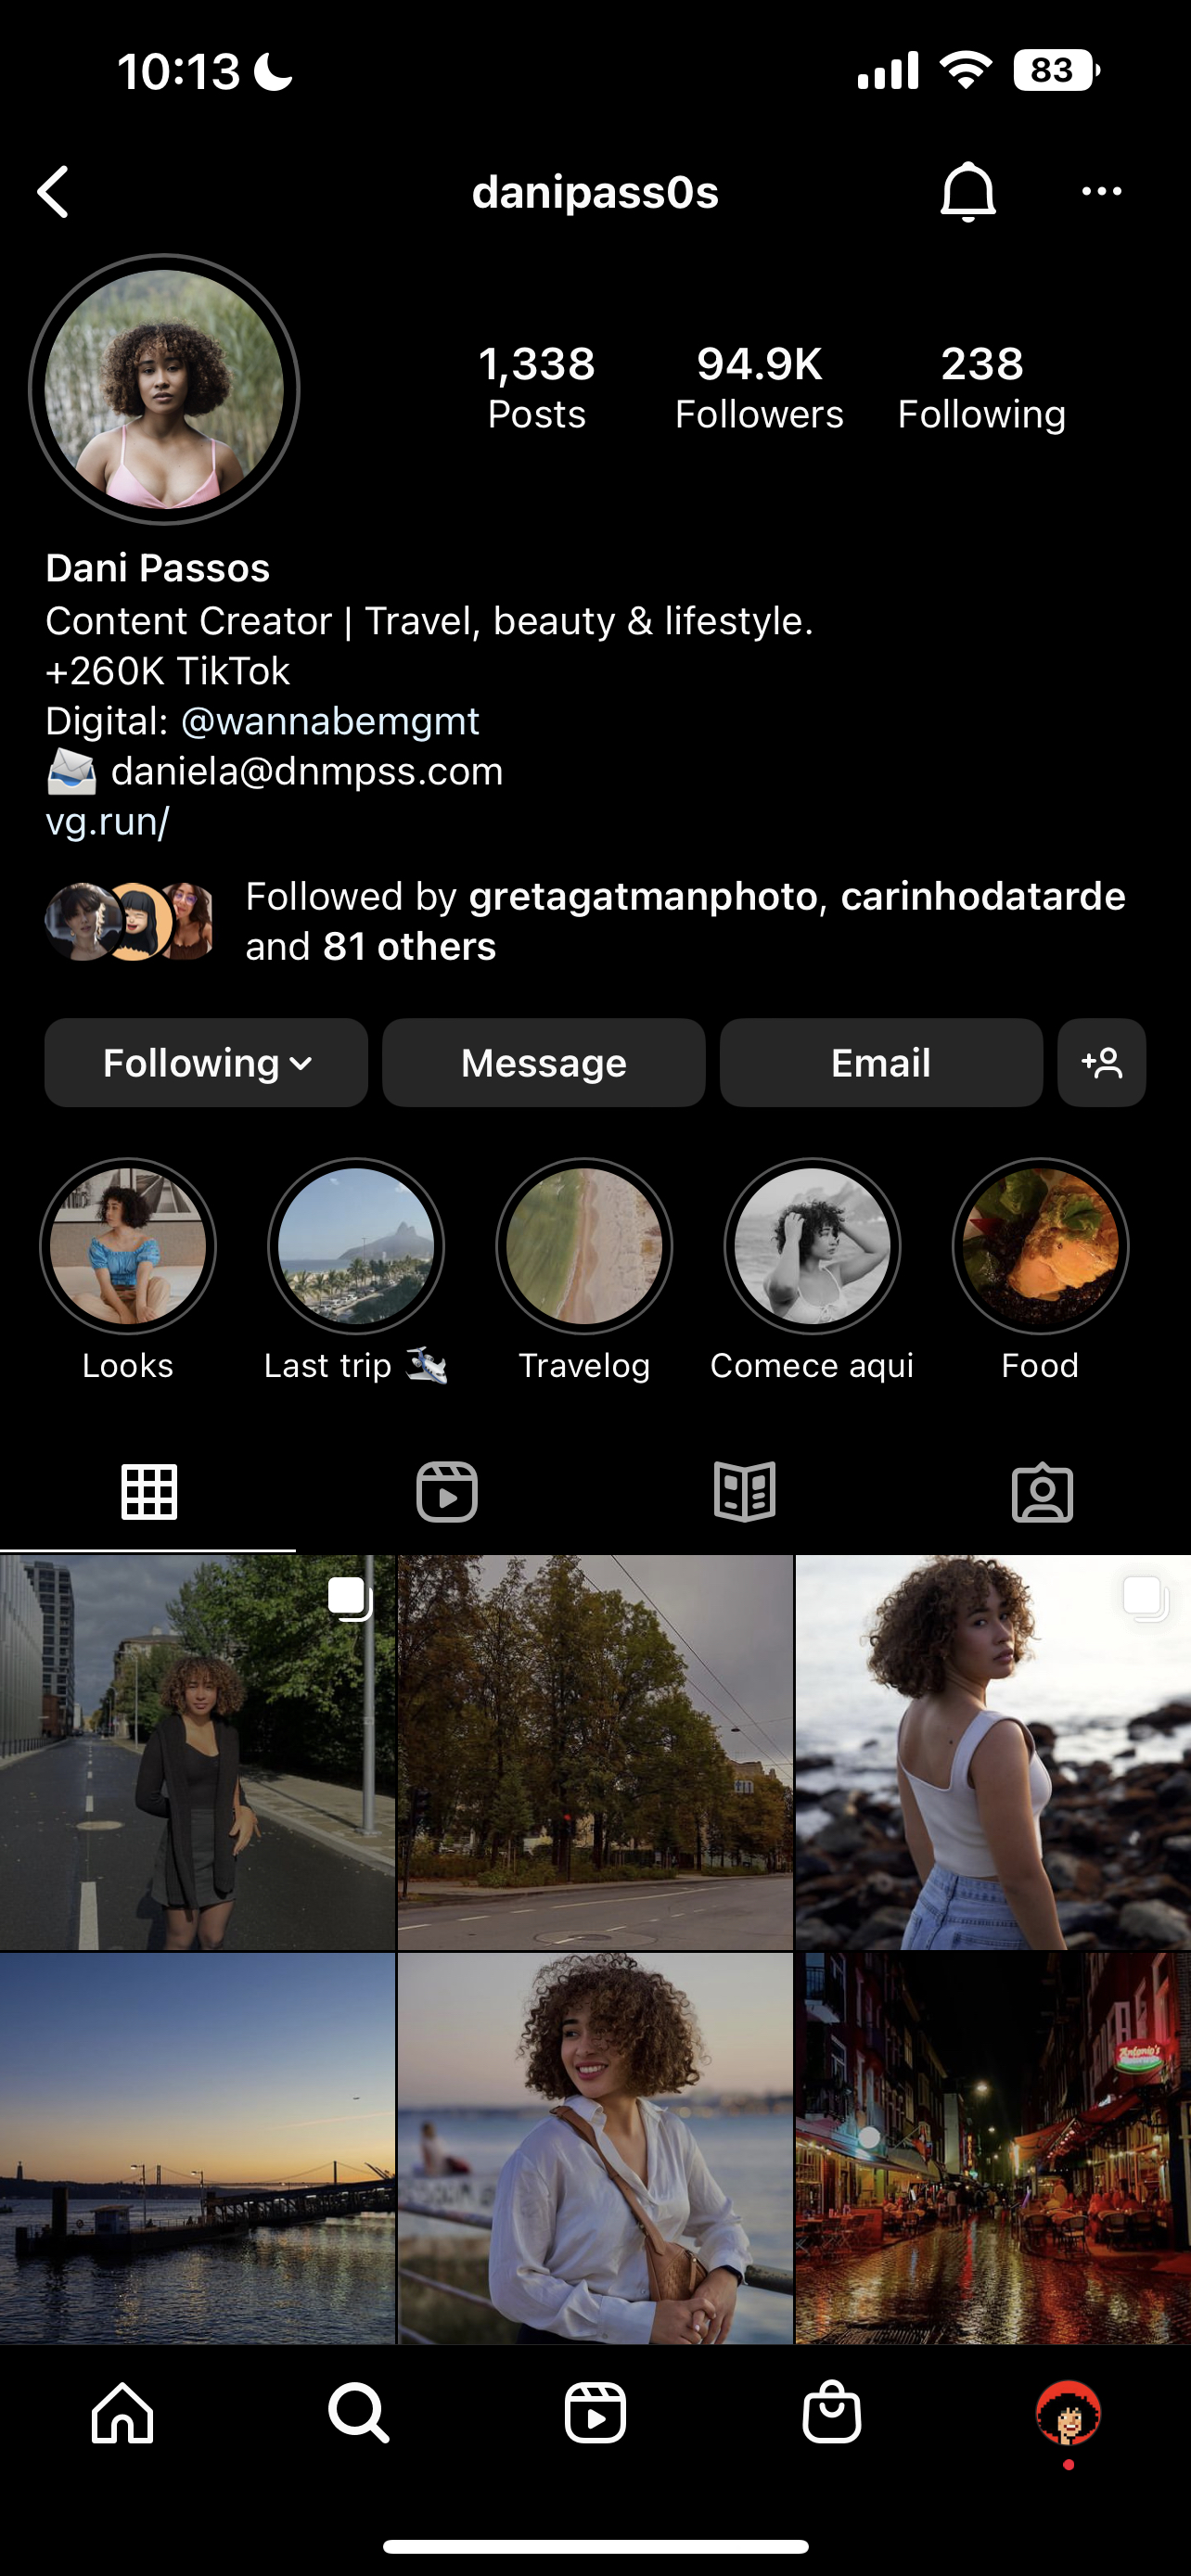 10:13
83
danipass0s
1,338
94.9K
238
Posts
Followers
Following
Dani Passos
Content Creator | Travel, beauty & lifestyle.
+260K TikTok
Digital: @wannabemgmt
daniela@dnmpss.com
vg.run/
Followed by gretagatmanphoto, carinhodatarde
and 81 others
Following
Message
Email
Looks
Last trip
Travelog
Comece aqui
Food
Antonio's